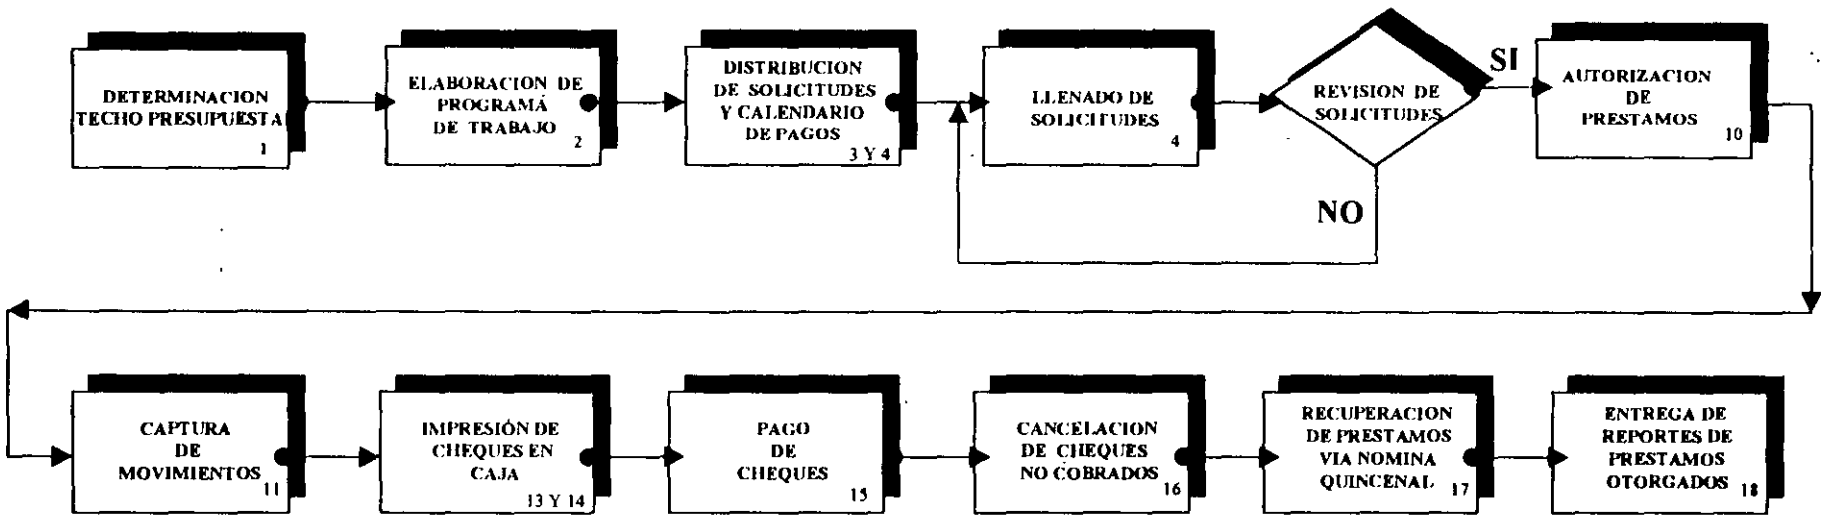 DETERMINACION
TECHO PRESUPUESTAL
1
ELABORACION DE
PROGRAMÁ
DE TRABAJO
2
DISTRIBUCION
DE SOLICITUDES
Y CALENDARIO
DE PAGOS
3 Y 4
LLENADO DE
SOLICITUDES
4
REVISION DE
SOLICITUDES
SI
NO
AUTORIZACION
DE
PRESTAMOS
10
CAPTURA
DE
MOVIMIENTOS
11
IMPRESIÓN DE
CHEQUES EN
CAJA
13 Y 14
PAGO
DE
CHEQUES
15
CANCELACION
DE CHEQUES
NO COBRADOS
16
RECUPERACION
DE PRESTAMOS
VIA NOMINA
QUINCENAL
17
ENTREGA DE
REPORTES DE
PRESTAMOS
OTORGADOS
18